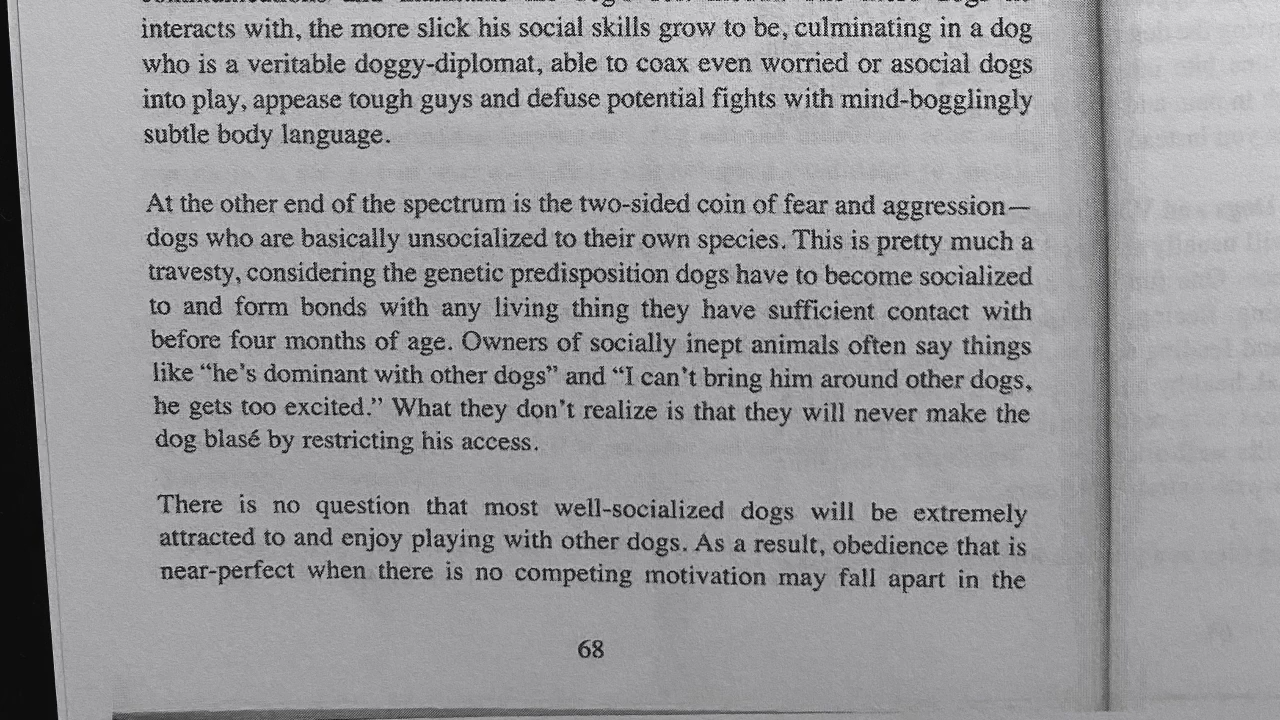 interacts with, the more slick his social skills grow to be, culminating in a dog
who is a veritable doggy-diplomat, able to coax even worried or asocial dogs
into play, appease tough guys and defuse potential fights with mind-bogglingly
subtle body language.
At the other end of the spectrum is the two-sided coin of fear and aggression—
dogs who are basically unsocialized to their own species. This is pretty much a
travesty, considering the genetic predisposition dogs have to become socialized
to and form bonds with any living thing they have sufficient contact with
before four months of age. Owners of socially inept animals often say things
like “he’s dominant with other dogs” and “I can’t bring him around other dogs,
he gets too excited.” What they don’t realize is that they will never make the
dog blasé by restricting his access.
There is no question that most well-socialized dogs will be extremely
attracted to and enjoy playing with other dogs. As a result, obedience that is
near-perfect when there is no competing motivation may fall apart in the
68